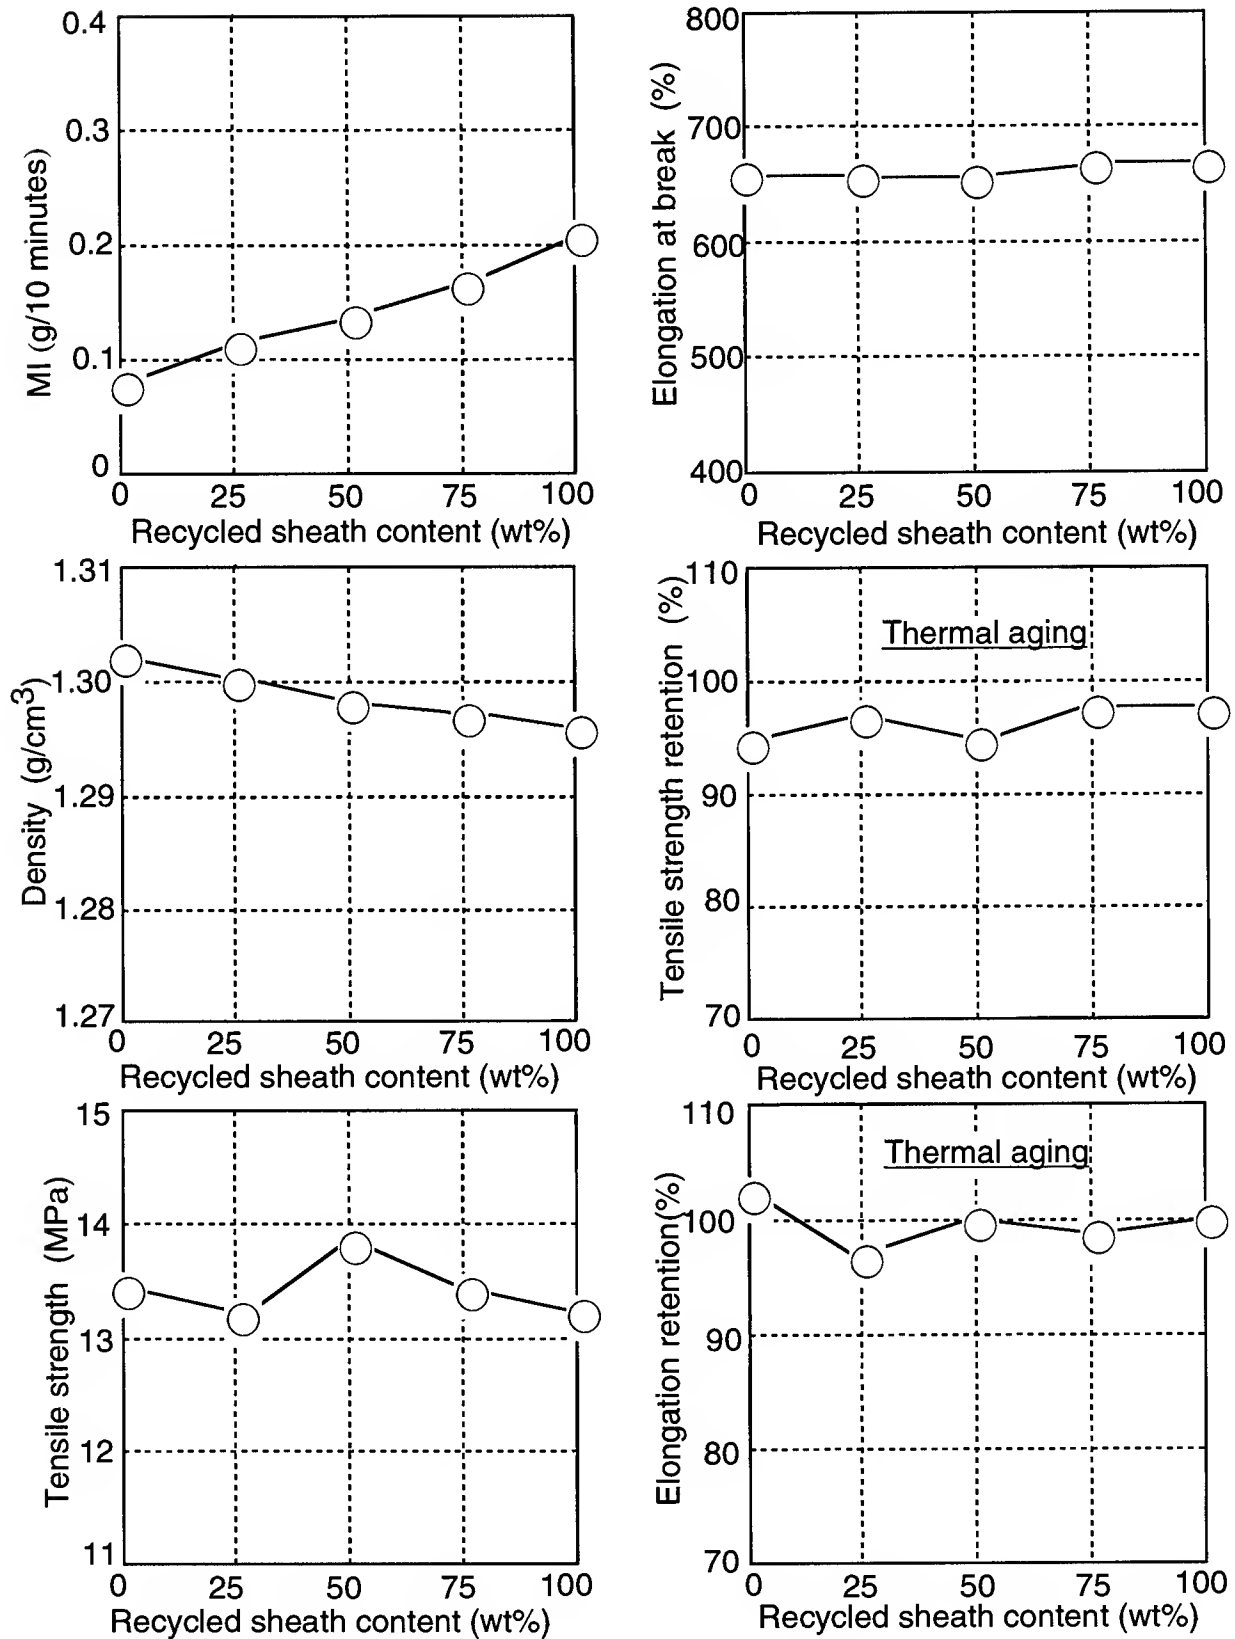 0.4
0.3
0.2
0.1
0
MI (g/10 minutes)
0 25 50 75 100
Recycled sheath content (wt%)
800
700
600
500
400
Elongation at break (%)
0 25 50 75 100
Recycled sheath content (wt%)
1.31
1.30
1.29
1.28
1.27
Density (g/cm3)
0 25 50 75 100
Recycled sheath content (wt%)
110
100
90
80
70
Tensile strength retention (%)
Thermal aging
0 25 50 75 100
Recycled sheath content (wt%)
15
14
13
12
11
Tensile strength (MPa)
0 25 50 75 100
Recycled sheath content (wt%)
110
100
90
80
70
Elongation retention(%)
Thermal aging
0 25 50 75 100
Recycled sheath content (wt%)